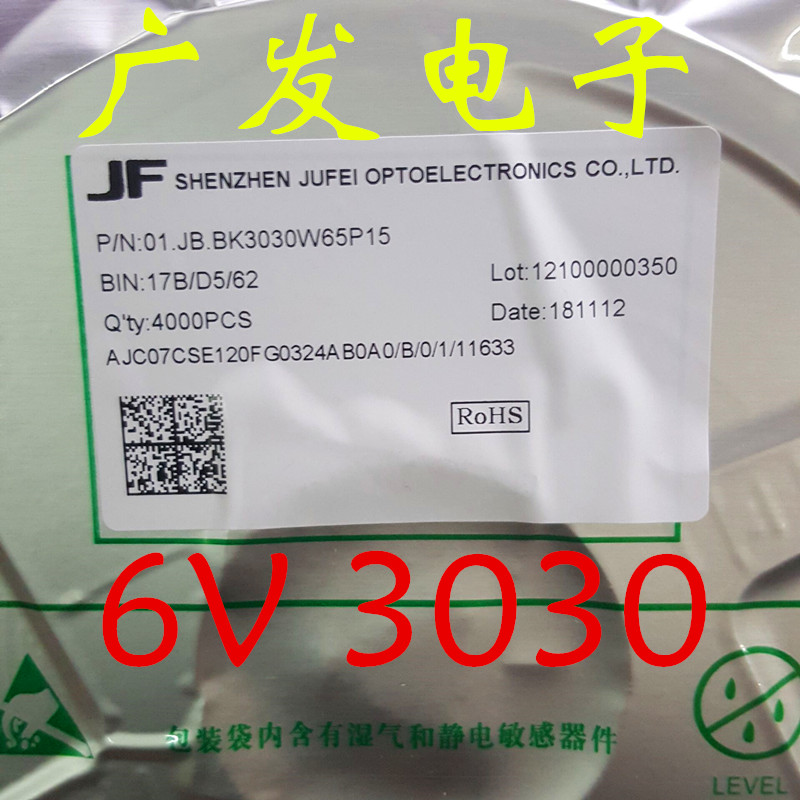 广发电子
JF SHENZHEN JUFEI OPTOELECTRONICS CO.,LTD.
P/N:01.JB.BK3030W65P15
BIN:17B/D5/62
Lot:12100000350
Q'ty:4000PCS
Date:181112
AJC07CSE120FG0324AB0A0/B/0/1/11633
RoHS
6V 3030
包装袋内含有湿气和静电敏感器件
LEVEL